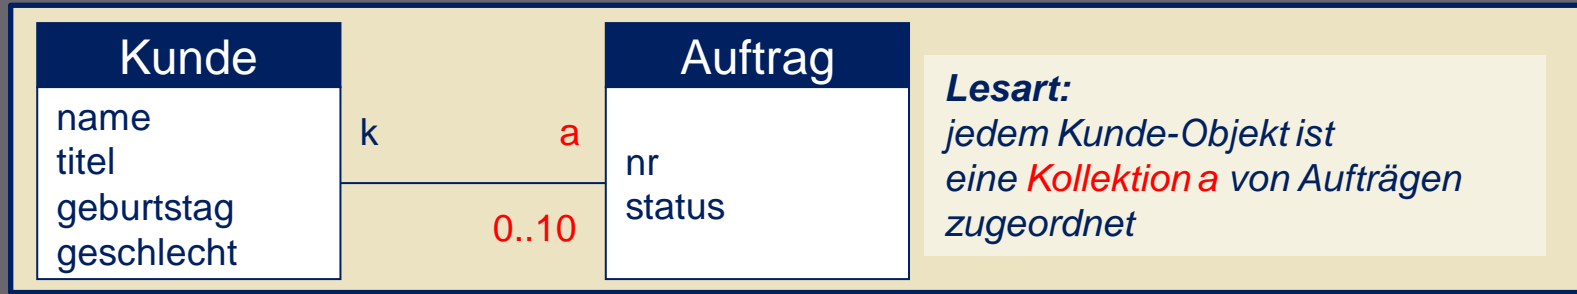 Kunde
name
titel
geburtstag
geschlecht
k
a
0..10
Auftrag
nr
status
Lesart:
jedem Kunde-Objekt ist
eine Kollektion a von Aufträgen
zugeordnet